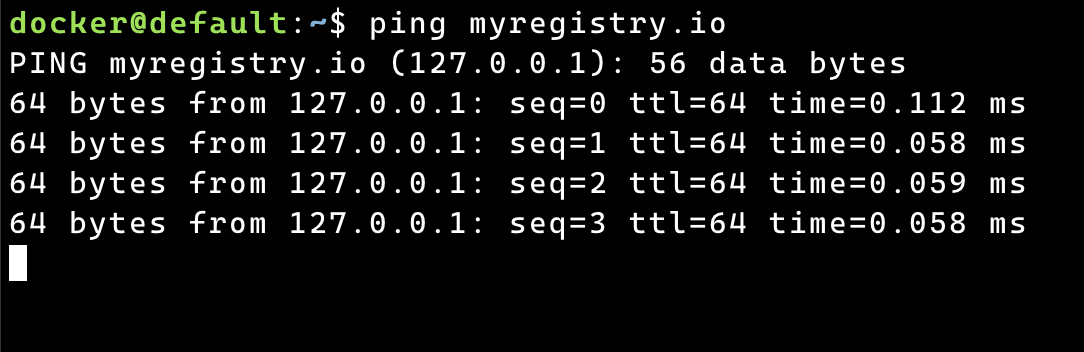 docker@default:~$ ping myregistry.io
PING myregistry.io (127.0.0.1): 56 data bytes
64 bytes from 127.0.0.1: seq=0 ttl=64 time=0.112 ms
64 bytes from 127.0.0.1: seq=1 ttl=64 time=0.058 ms
64 bytes from 127.0.0.1: seq=2 ttl=64 time=0.059 ms
64 bytes from 127.0.0.1: seq=3 ttl=64 time=0.058 ms